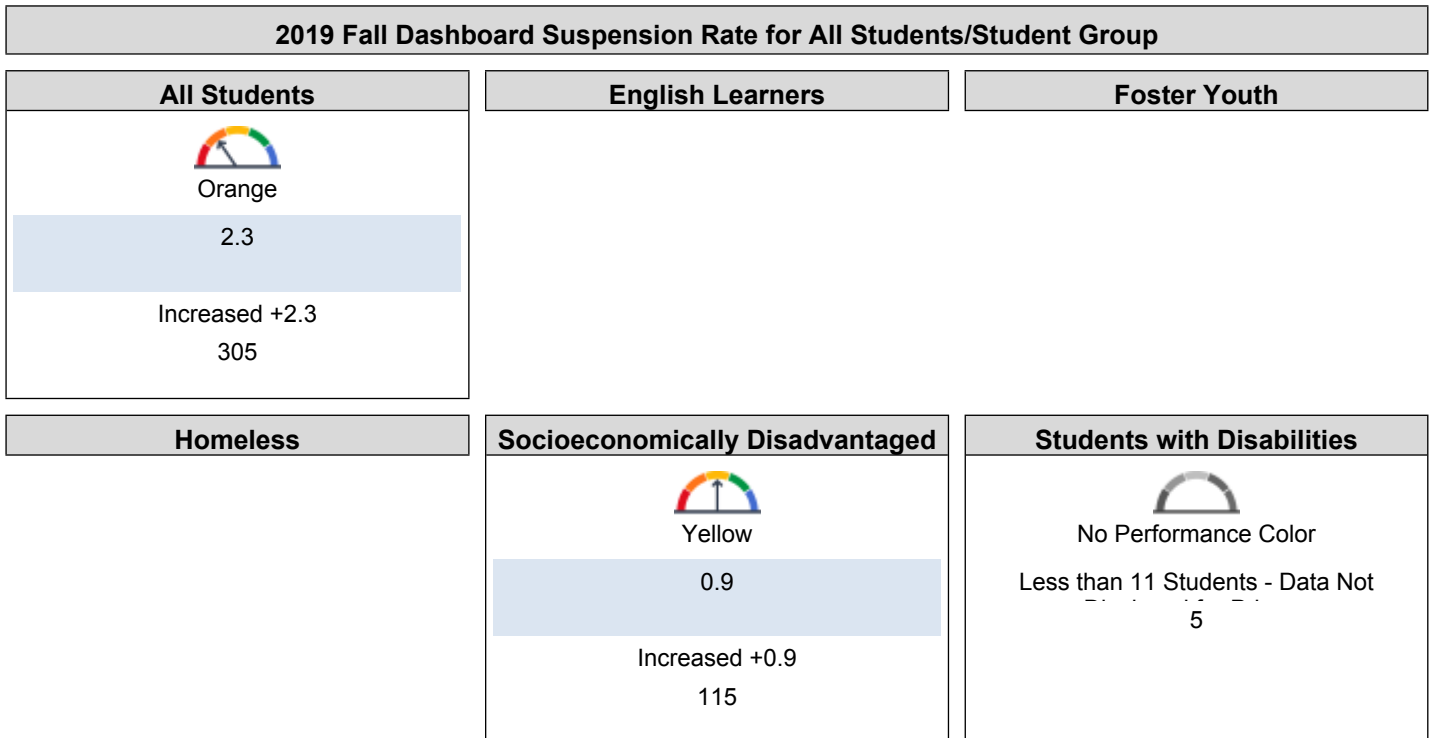 2019 Fall Dashboard Suspension Rate for All Students/Student Group
All Students
English Learners
Foster Youth
Orange
2.3
Increased +2.3
305
Homeless
Socioeconomically Disadvantaged
Students with Disabilities
Yellow
0.9
Increased +0.9
115
No Performance Color
Less than 11 Students - Data Not
5